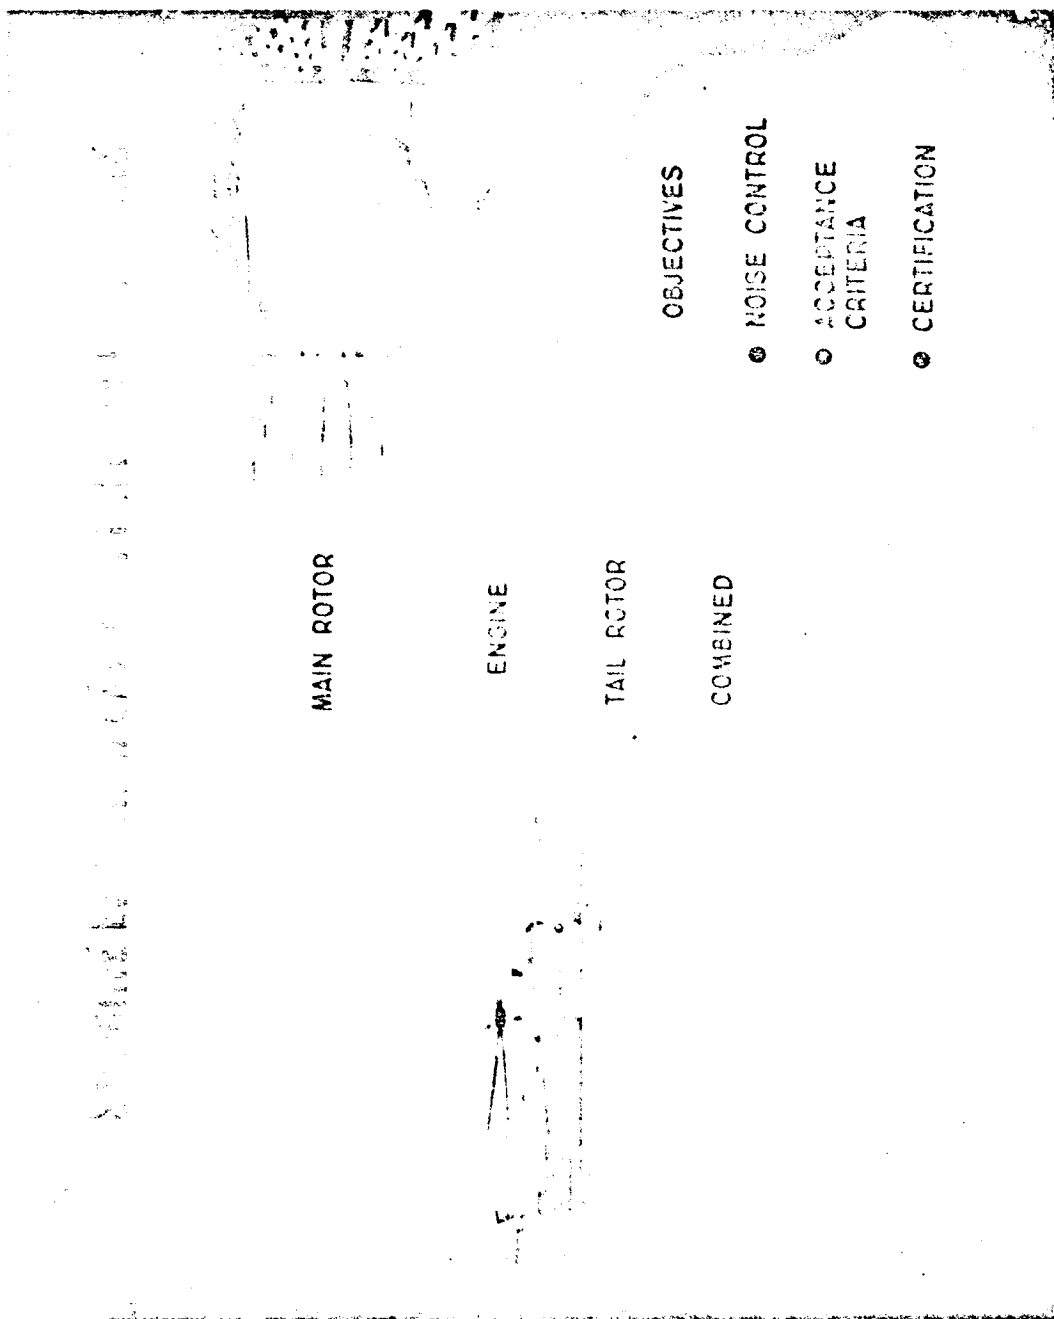 MAIN ROTOR
ENGINE
TAIL ROTOR
COMBINED
OBJECTIVES
NOISE CONTROL
ACCEPTANCE
CRITERIA
CERTIFICATION